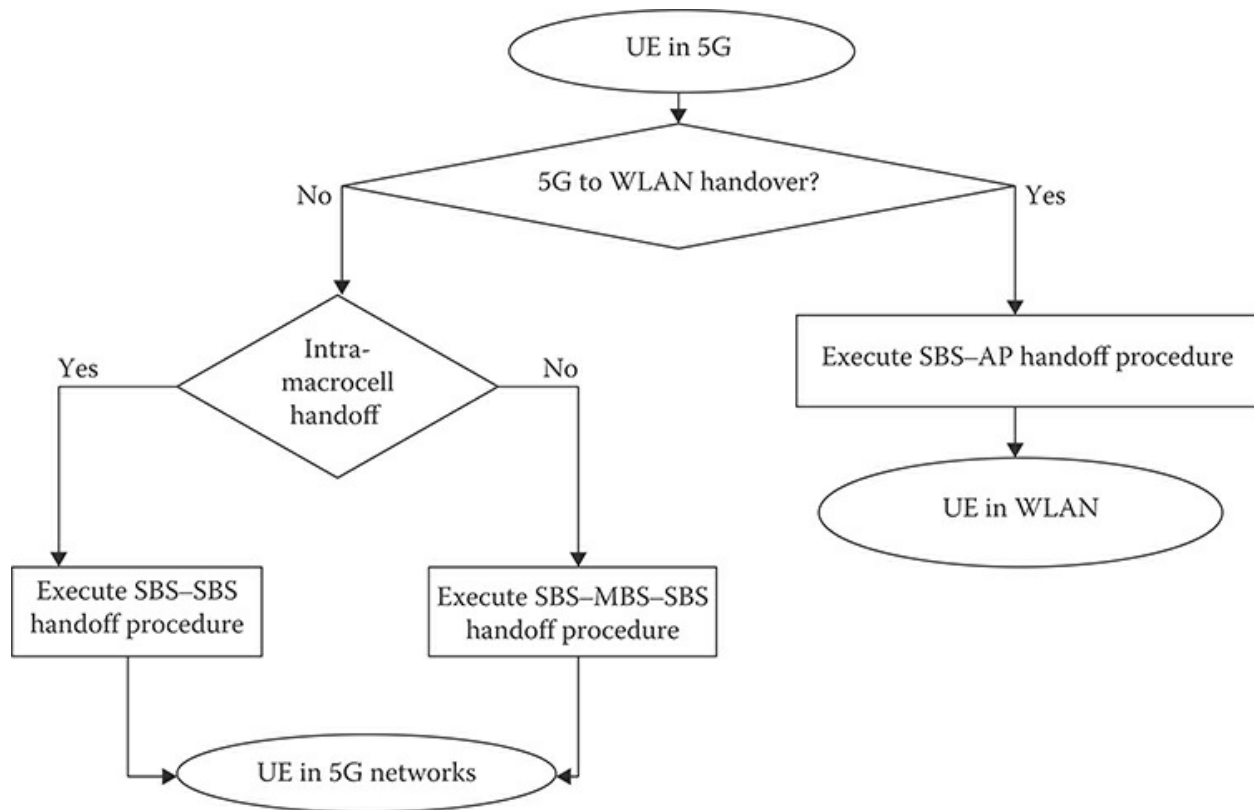 UE in 5G
5G to WLAN handover?
No
Yes
Intra-
macrocell
handoff
Yes
No
Execute SBS–AP handoff procedure
UE in WLAN
Execute SBS–SBS
handoff procedure
Execute SBS–MBS–SBS
handoff procedure
UE in 5G networks